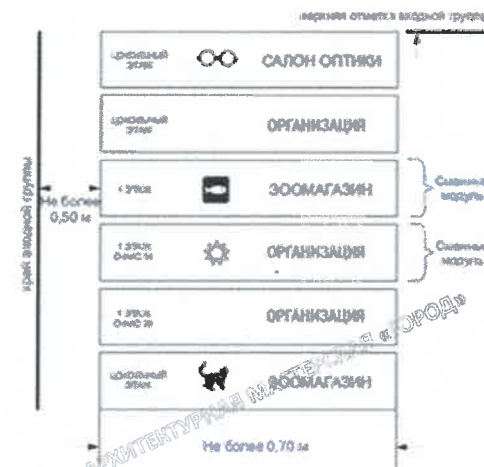 верхняя отметка входной группы
цокольный
этаж
САЛОН ОПТИКИ
цокольный
этаж
ОРГАНИЗАЦИЯ
1 этаж
ЗООМАГАЗИН
Сменный
модуль
Не более
0,50 м
край входной группы
1 этаж
ОРГАНИЗАЦИЯ
Сменный
модуль
1 этаж
ОРГАНИЗАЦИЯ
цокольный
этаж
ЗООМАГАЗИН
АРХИТЕКТУРНАЯ МАСТЕРСКАЯ «ГОРОД»
Не более 0,70 м